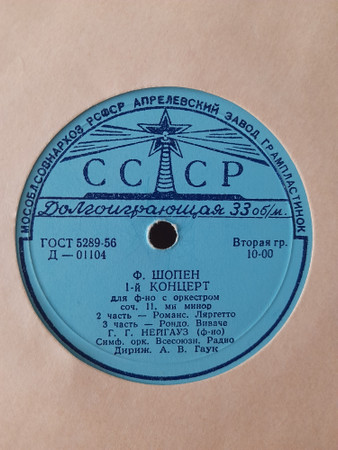 МОСОБЛСОВНАРХОЗ РСФСР АПРЕЛЕВСКИЙ ЗАВОД ГРАМПЛАСТИНОК
СССР
Долгоиграющая 33 об/м.
ГОСТ 5289-56
Д — 01104
Вторая гр.
10-00
Ф. ШОПЕН
1-й КОНЦЕРТ
для ф-но с оркестром
соч. 11, ми минор
2 часть — Романс. Ляргетто
3 часть — Рондо. Виваче
Г. Г. НЕЙГАУЗ (ф-но)
Симф. орк. Всесоюзн. Радио
Дириж. А. В. Гаук